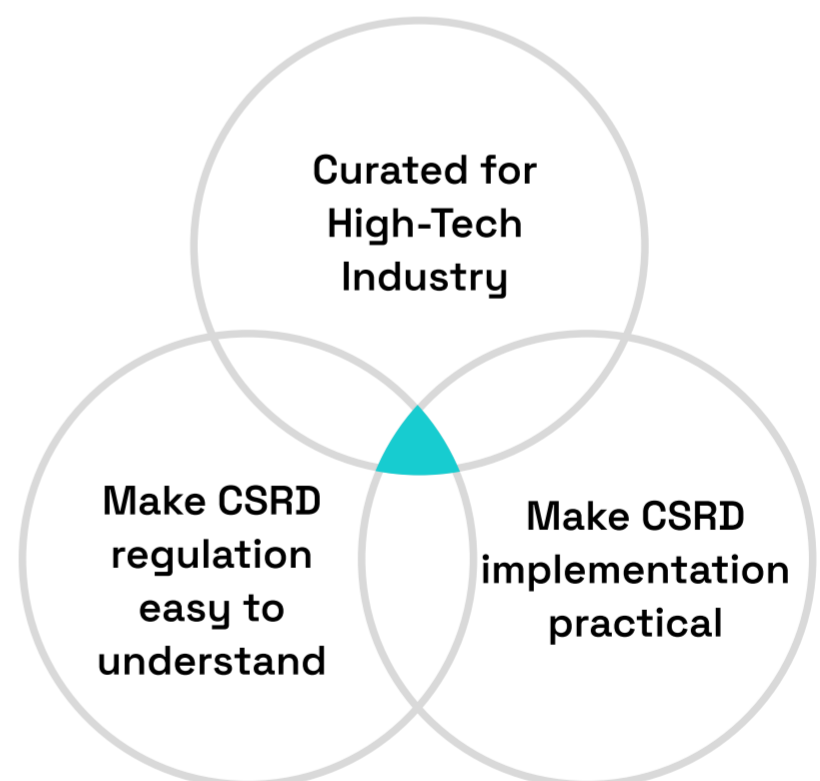 Curated for
High-Tech
Industry
Make CSRD
regulation
easy to
understand
Make CSRD
implementation
practical